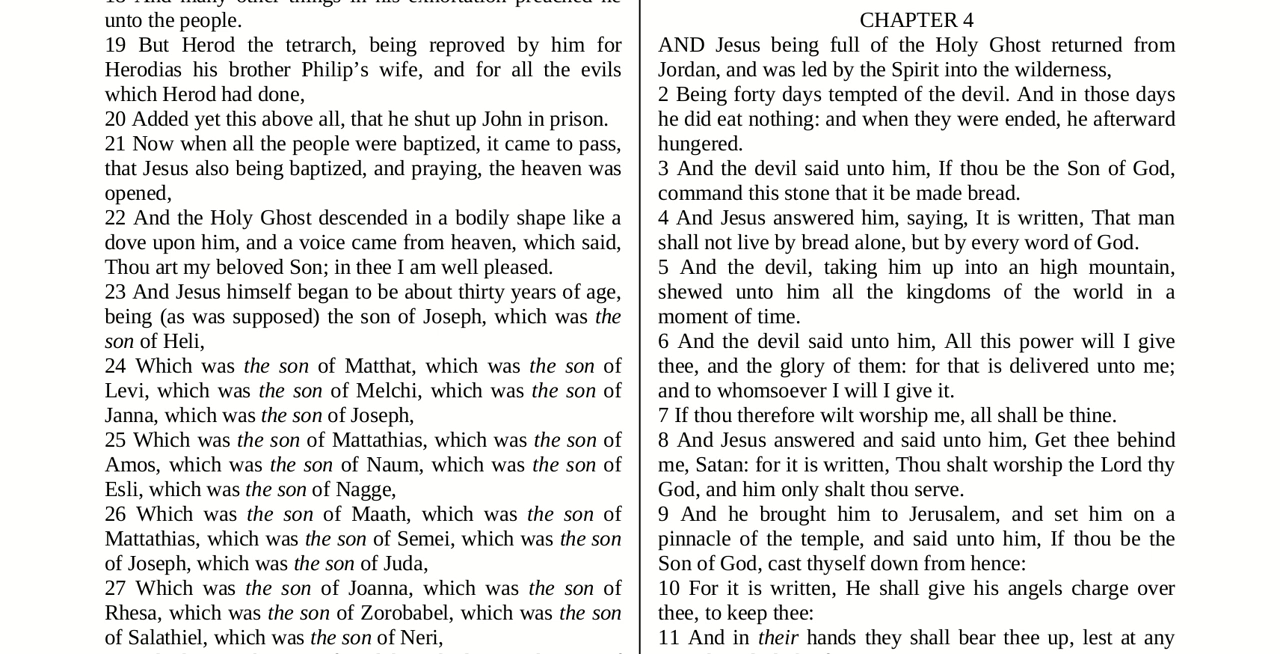 18 And many other things in his exhortation preached he
unto the people.
19 But Herod the tetrarch, being reproved by him for
Herodias his brother Philip’s wife, and for all the evils
which Herod had done,
20 Added yet this above all, that he shut up John in prison.
21 Now when all the people were baptized, it came to pass,
that Jesus also being baptized, and praying, the heaven was
opened,
22 And the Holy Ghost descended in a bodily shape like a
dove upon him, and a voice came from heaven, which said,
Thou art my beloved Son; in thee I am well pleased.
23 And Jesus himself began to be about thirty years of age,
being (as was supposed) the son of Joseph, which was the
son of Heli,
24 Which was the son of Matthat, which was the son of
Levi, which was the son of Melchi, which was the son of
Janna, which was the son of Joseph,
25 Which was the son of Mattathias, which was the son of
Amos, which was the son of Naum, which was the son of
Esli, which was the son of Nagge,
26 Which was the son of Maath, which was the son of
Mattathias, which was the son of Semei, which was the son
of Joseph, which was the son of Juda,
27 Which was the son of Joanna, which was the son of
Rhesa, which was the son of Zorobabel, which was the son
of Salathiel, which was the son of Neri,
CHAPTER 4
AND Jesus being full of the Holy Ghost returned from
Jordan, and was led by the Spirit into the wilderness,
2 Being forty days tempted of the devil. And in those days
he did eat nothing: and when they were ended, he afterward
hungered.
3 And the devil said unto him, If thou be the Son of God,
command this stone that it be made bread.
4 And Jesus answered him, saying, It is written, That man
shall not live by bread alone, but by every word of God.
5 And the devil, taking him up into an high mountain,
shewed unto him all the kingdoms of the world in a
moment of time.
6 And the devil said unto him, All this power will I give
thee, and the glory of them: for that is delivered unto me;
and to whomsoever I will I give it.
7 If thou therefore wilt worship me, all shall be thine.
8 And Jesus answered and said unto him, Get thee behind
me, Satan: for it is written, Thou shalt worship the Lord thy
God, and him only shalt thou serve.
9 And he brought him to Jerusalem, and set him on a
pinnacle of the temple, and said unto him, If thou be the
Son of God, cast thyself down from hence:
10 For it is written, He shall give his angels charge over
thee, to keep thee:
11 And in their hands they shall bear thee up, lest at any